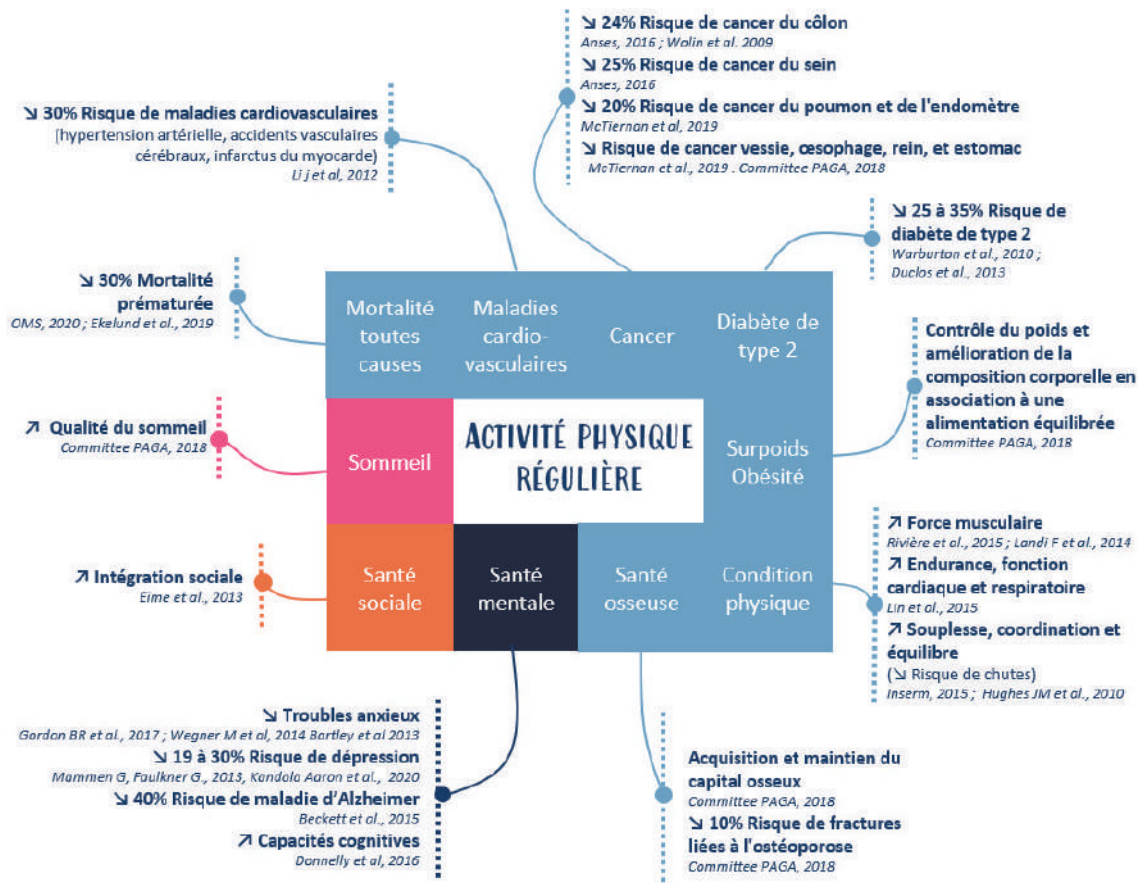 ↘ 24% Risque de cancer du côlon
Anses, 2016 ; Wolin et al. 2009
↘ 25% Risque de cancer du sein
Anses, 2016
↘ 20% Risque de cancer du poumon et de l'endomètre
McTiernan et al, 2019
↘ Risque de cancer vessie, œsophage, rein, et estomac
McTiernan et al., 2019 . Committee PAGA, 2018
↘ 30% Risque de maladies cardiovasculaires
(hypertension artérielle, accidents vasculaires
cérébraux, infarctus du myocarde)
Li j et al, 2012
↘ 25 à 35% Risque de
diabète de type 2
Warburton et al., 2010 ;
Duclos et al., 2013
↘ 30% Mortalité
prématurée
OMS, 2020 ; Ekelund et al., 2019
Mortalité
toutes
causes
Maladies
cardio-
vasculaires
Cancer
Diabète de
type 2
Contrôle du poids et
amélioration de la
composition corporelle en
association à une
alimentation équilibrée
Committee PAGA, 2018
↗ Qualité du sommeil
Committee PAGA, 2018
Sommeil
ACTIVITÉ PHYSIQUE
RÉGULIÈRE
Surpoids
Obésité
↗ Force musculaire
Rivière et al., 2015 ; Landi F et al., 2014
↗ Endurance, fonction
cardiaque et respiratoire
Lin et al., 2015
↗ Souplesse, coordination et
équilibre
(↘ Risque de chutes)
Inserm, 2015 ; Hughes JM et al., 2010
↗ Intégration sociale
Eime et al., 2013
Santé
sociale
Santé
mentale
Santé
osseuse
Condition
physique
↘ Troubles anxieux
Gordon BR et al., 2017 ; Wegner M et al, 2014 Bartley et al 2013
↘ 19 à 30% Risque de dépression
Mammen G, Faulkner G., 2013, Kandola Aaron et al., 2020
↘ 40% Risque de maladie d'Alzheimer
Beckett et al., 2015
↗ Capacités cognitives
Donnelly et al, 2016
Acquisition et maintien du
capital osseux
Committee PAGA, 2018
↘ 10% Risque de fractures
liées à l'ostéoporose
Committee PAGA, 2018